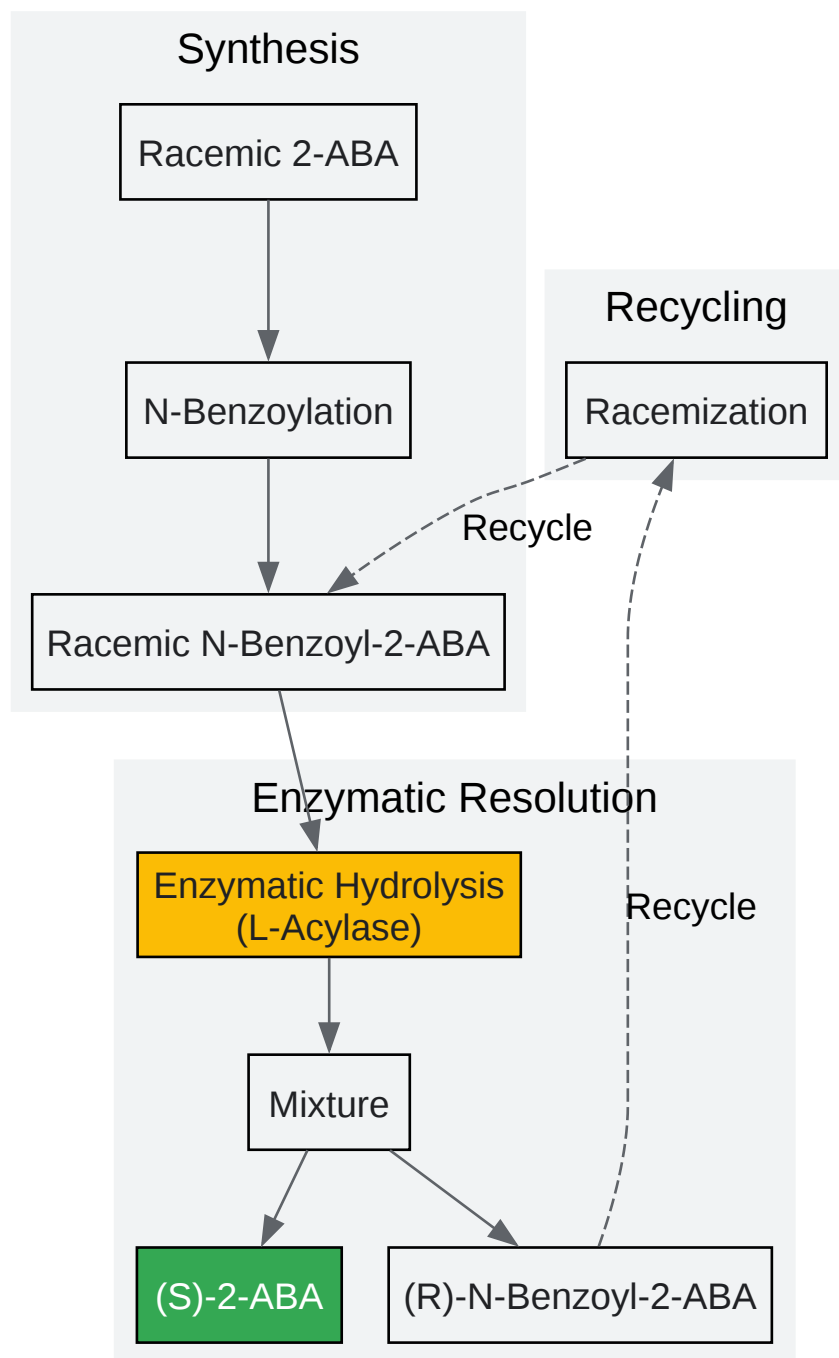 Synthesis
Racemic 2-ABA
Recycling
N-Benzoylation
Racemization
Recycle
Racemic N-Benzoyl-2-ABA
Enzymatic Resolution
Enzymatic Hydrolysis
(L-Acylase)
Recycle
Mixture
(S)-2-ABA
(R)-N-Benzoyl-2-ABA